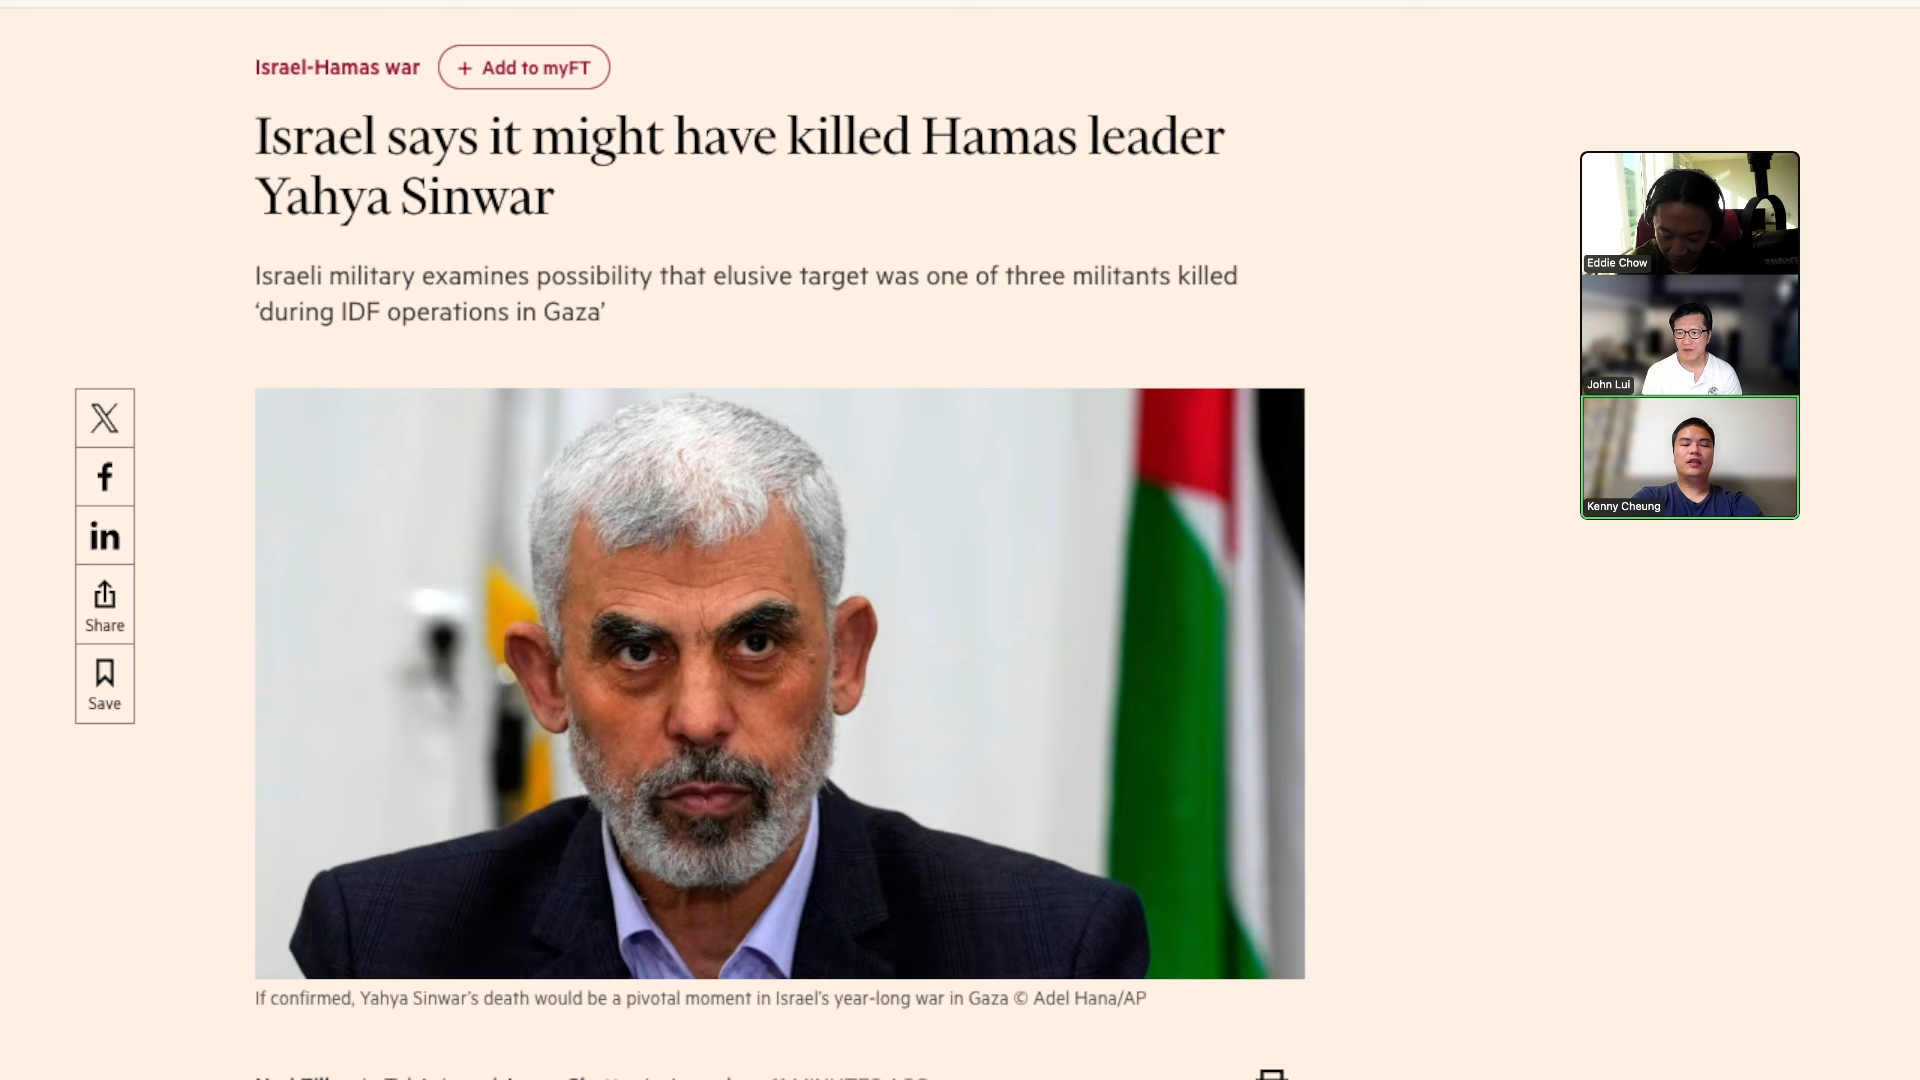 Israel-Hamas war
+ Add to myFT
Israel says it might have killed Hamas leader
Yahya Sinwar
Israeli military examines possibility that elusive target was one of three militants killed
‘during IDF operations in Gaza’
X
f
in
Share
Save
If confirmed, Yahya Sinwar’s death would be a pivotal moment in Israel’s year-long war in Gaza © Adel Hana/AP
Eddie Chow
John Lui
Kenny Cheung